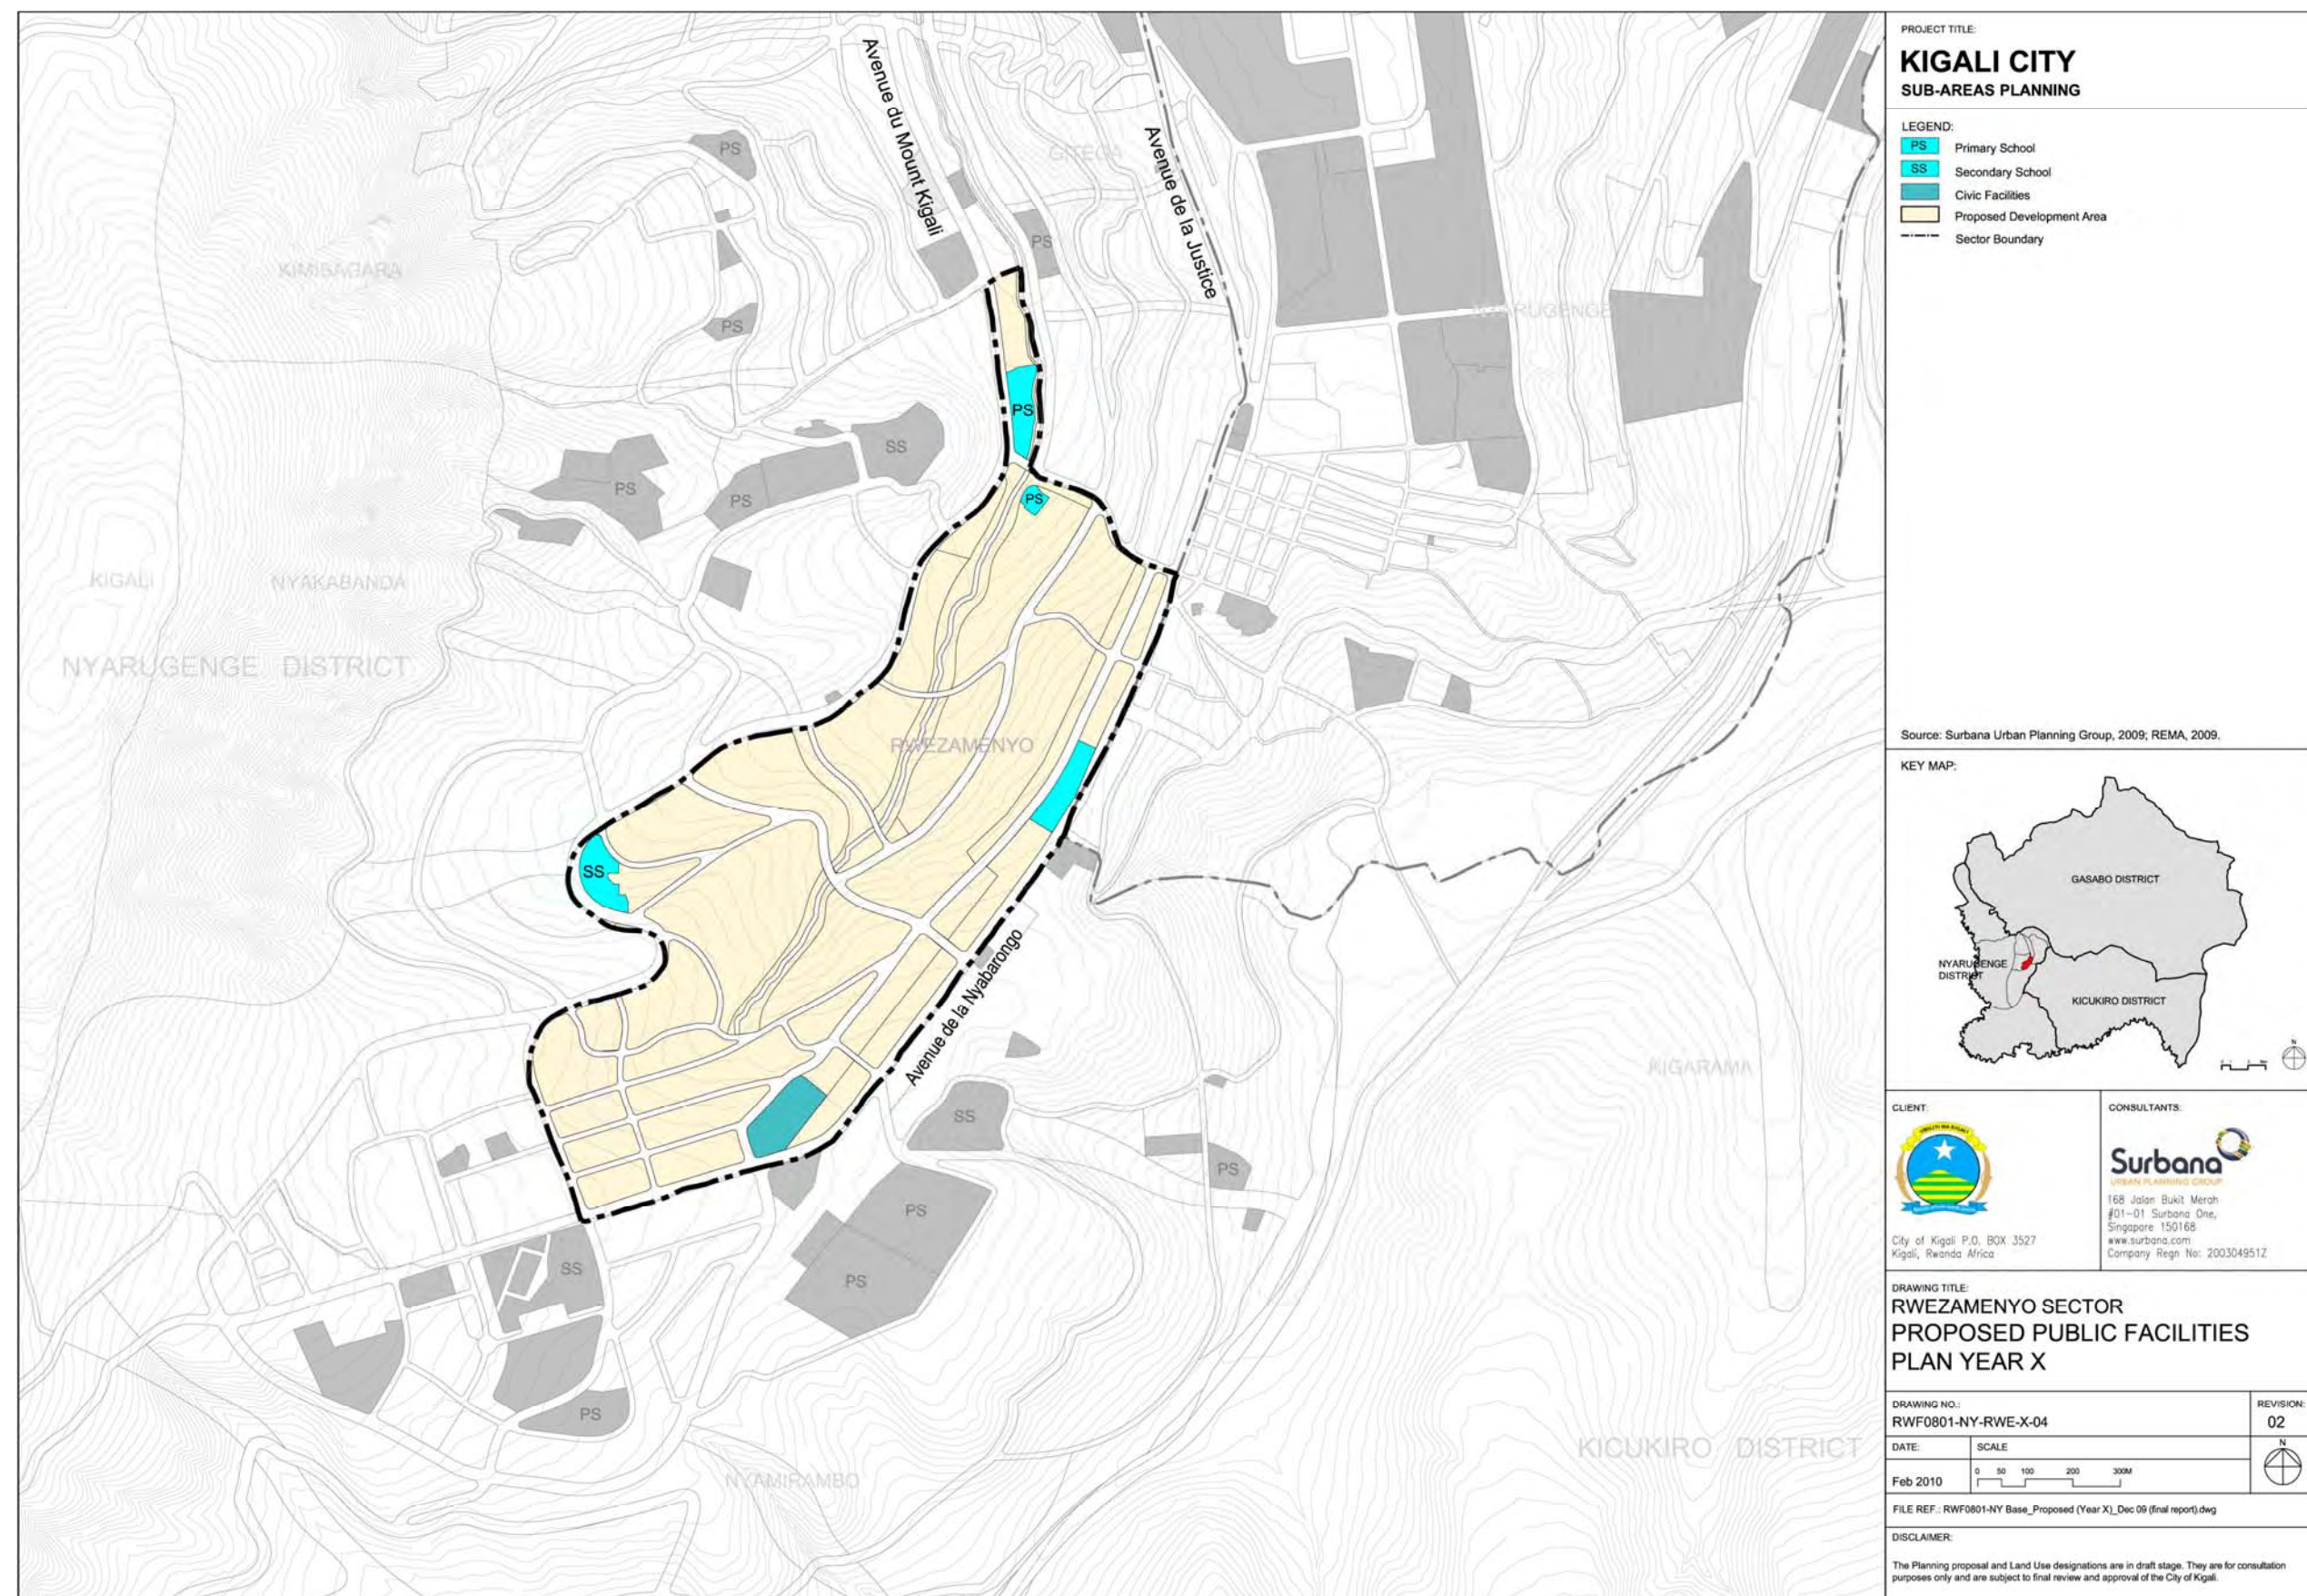 Avenue du Mount Kigali
Avenue de la Justice
GITEGA
PS
PS
KIMISAGARA
NYARUGENGE
PS
PS
SS
PS
PS
PS
KIGALI
NYAKABANDA
NYARUGENGE DISTRICT
RWEZAMENYO
SS
Avenue de la Nyabarongo
KIGARAMA
SS
PS
PS
PS
SS
PS
NYAMIRAMBO
KICUKIRO DISTRICT
PROJECT TITLE:
KIGALI CITY
SUB-AREAS PLANNING
LEGEND:
PS Primary School
SS Secondary School
Civic Facilities
Proposed Development Area
Sector Boundary
Source: Surbana Urban Planning Group, 2009; REMA, 2009.
KEY MAP:
GASABO DISTRICT
NYARUGENGE
DISTRICT
KICUKIRO DISTRICT
N
CLIENT:
City of Kigali P.O. BOX 3527
Kigali, Rwanda Africa
CONSULTANTS:
Surbana
URBAN PLANNING GROUP
168 Jalan Bukit Merah
#01-01 Surbana One,
Singapore 150168
www.surbana.com
Company Regn No: 200304951Z
DRAWING TITLE:
RWEZAMENYO SECTOR
PROPOSED PUBLIC FACILITIES
PLAN YEAR X
DRAWING NO.:
RWF0801-NY-RWE-X-04
REVISION:
02
DATE:
Feb 2010
SCALE
0 50 100 200 300M
N
FILE REF.: RWF0801-NY Base_Proposed (Year X)_Dec 09 (final report).dwg
DISCLAIMER:
The Planning proposal and Land Use designations are in draft stage. They are for consultation
purposes only and are subject to final review and approval of the City of Kigali.